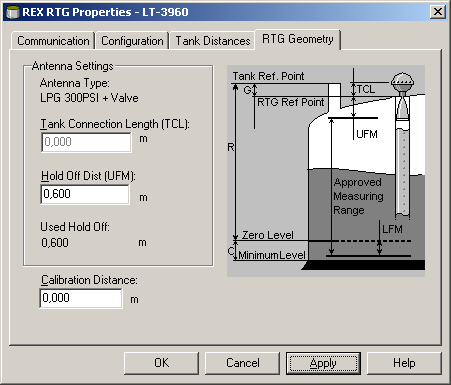 REX RTG Properties - LT-3960
Communication
Configuration
Tank Distances
RTG Geometry
Antenna Settings
Antenna Type:
LPG 300PSI + Valve
Tank Connection Length (TCL):
0,000 m
Hold Off Dist (UFM):
0,600 m
Used Hold Off:
0,600 m
Calibration Distance:
0,000 m
Tank Ref. Point
G
TCL
RTG Ref Point
UFM
R
Approved
Measuring
Range
LFM
Zero Level
C
Minimum Level
OK
Cancel
Apply
Help